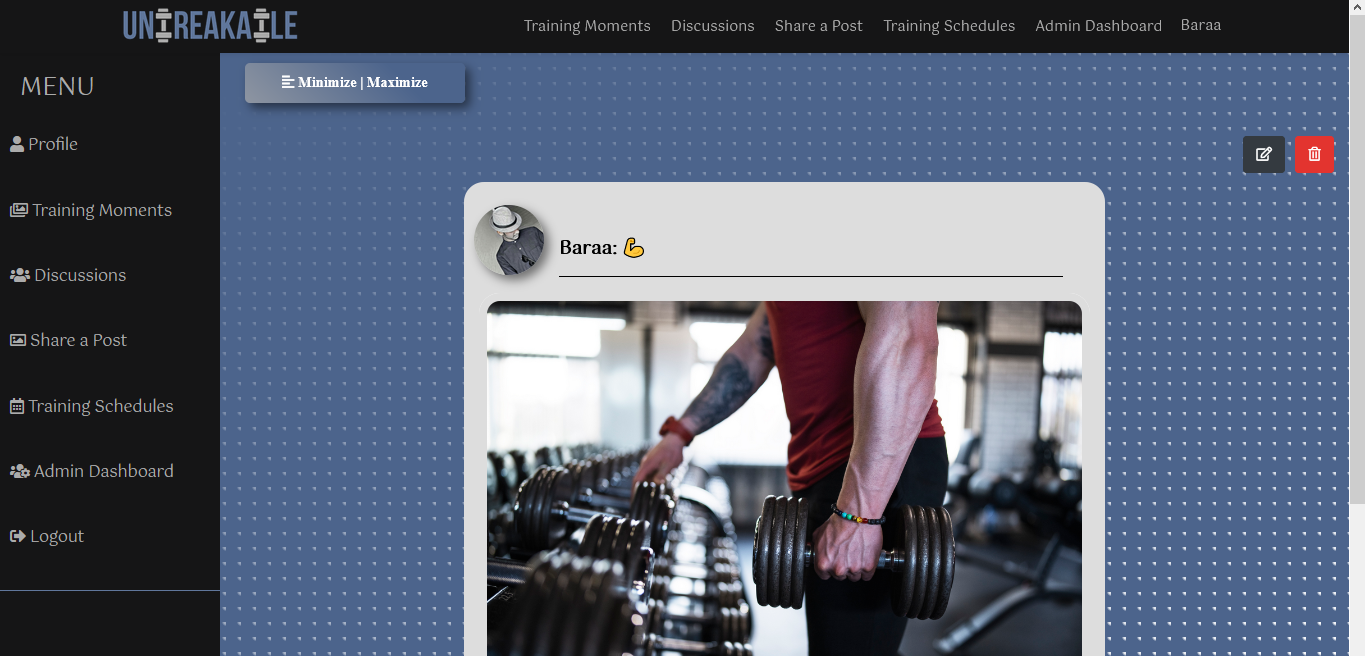 UNBREAKABLE
Training Moments Discussions Share a Post Training Schedules Admin Dashboard Baraa
MENU
Minimize | Maximize
Profile
Training Moments
Discussions
Share a Post
Training Schedules
Admin Dashboard
Logout
Baraa: 💪